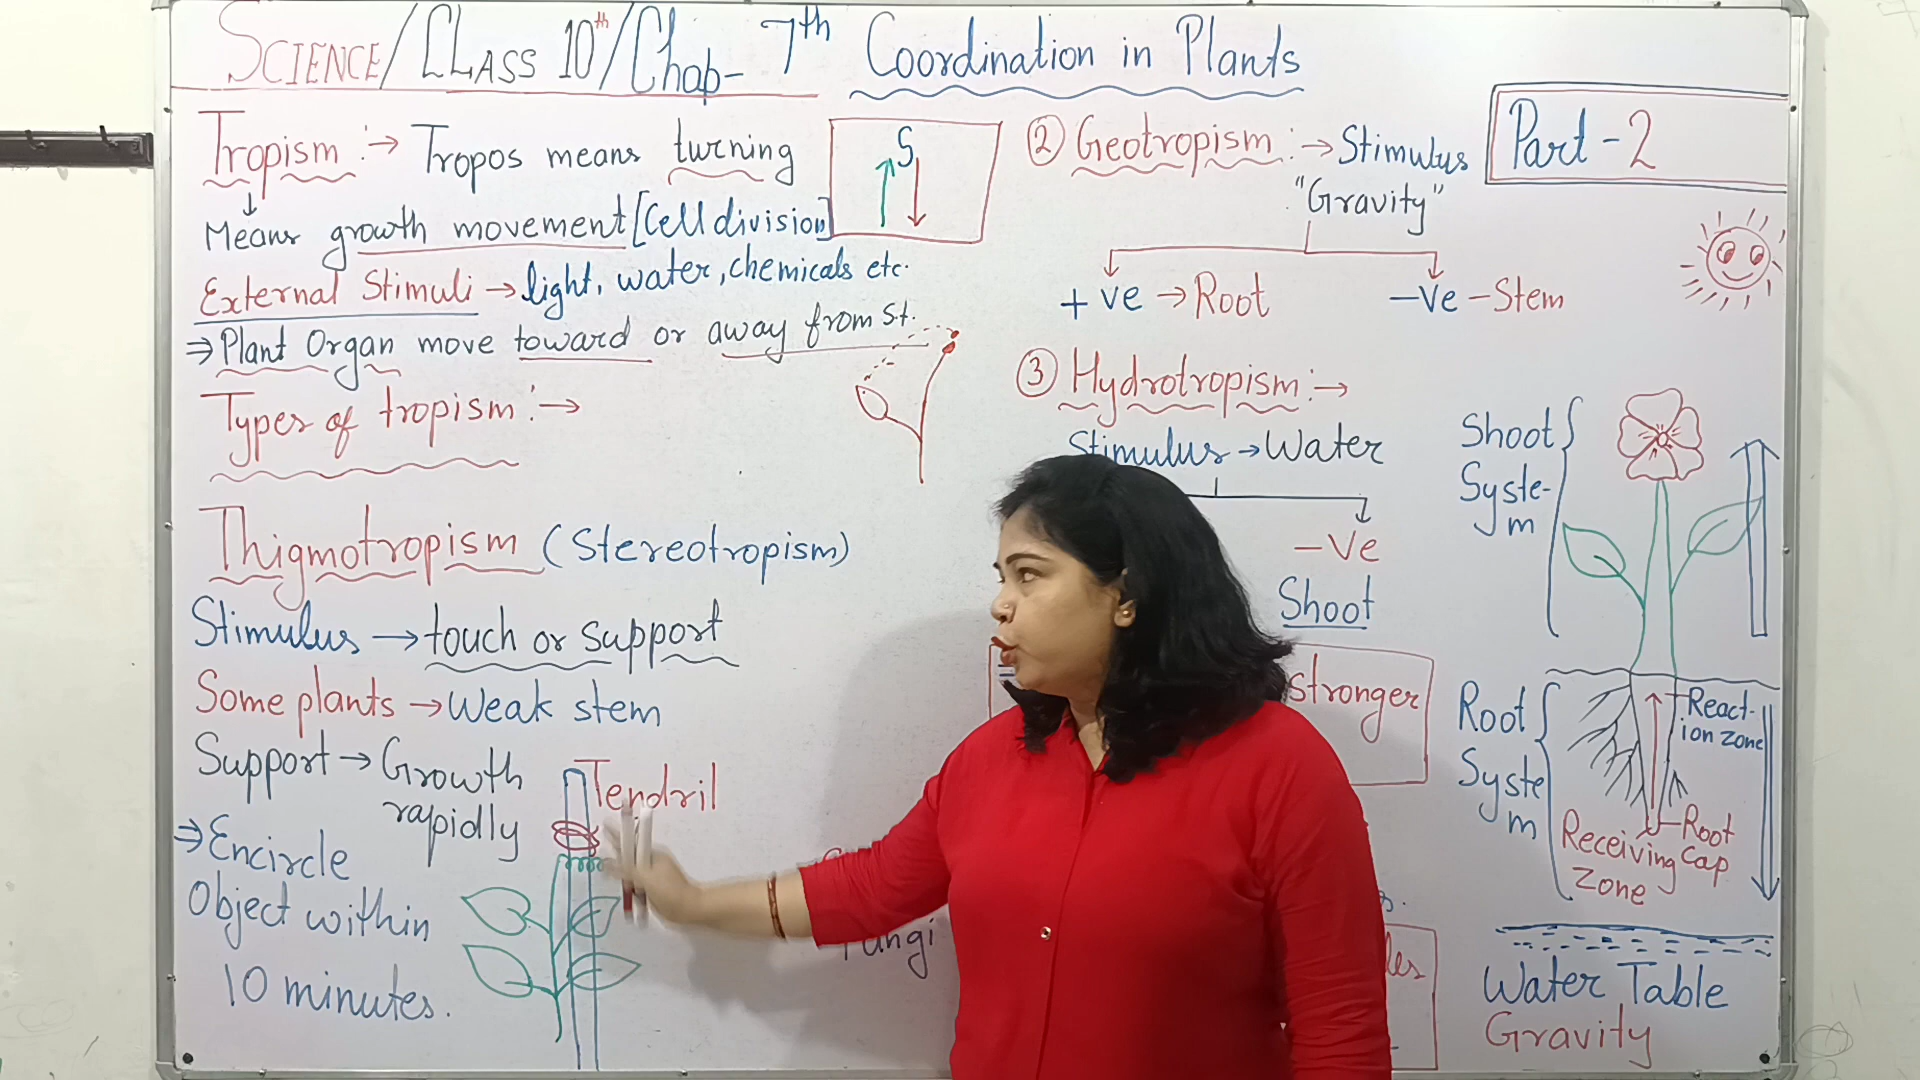 SCIENCE/CLASS 10th/Chap- 7th Coordination in Plants
Part-2
Tropism :→ Tropos means turning
↓
Means growth movement [Cell division]
S
External Stimuli → light, water, chemicals etc.
⇒ Plant Organ move toward or away from st.
Types of tropism :→
Thigmotropism (Stereotropism)
Stimulus → touch or support
Some plants → Weak stem
Support → Growth
rapidly
Tendril
⇒ Encircle
Object within
10 minutes.
② Geotropism :→ Stimulus
"Gravity"
+ve → Root
-Ve - Stem
③ Hydrotropism :→
Stimulus → Water
-Ve
Shoot
stronger
Fungi
Shoot
Syste-
m
Root
Syste
m
React-
ion zone
Root
Cap
Receiving
Zone
Water Table
Gravity